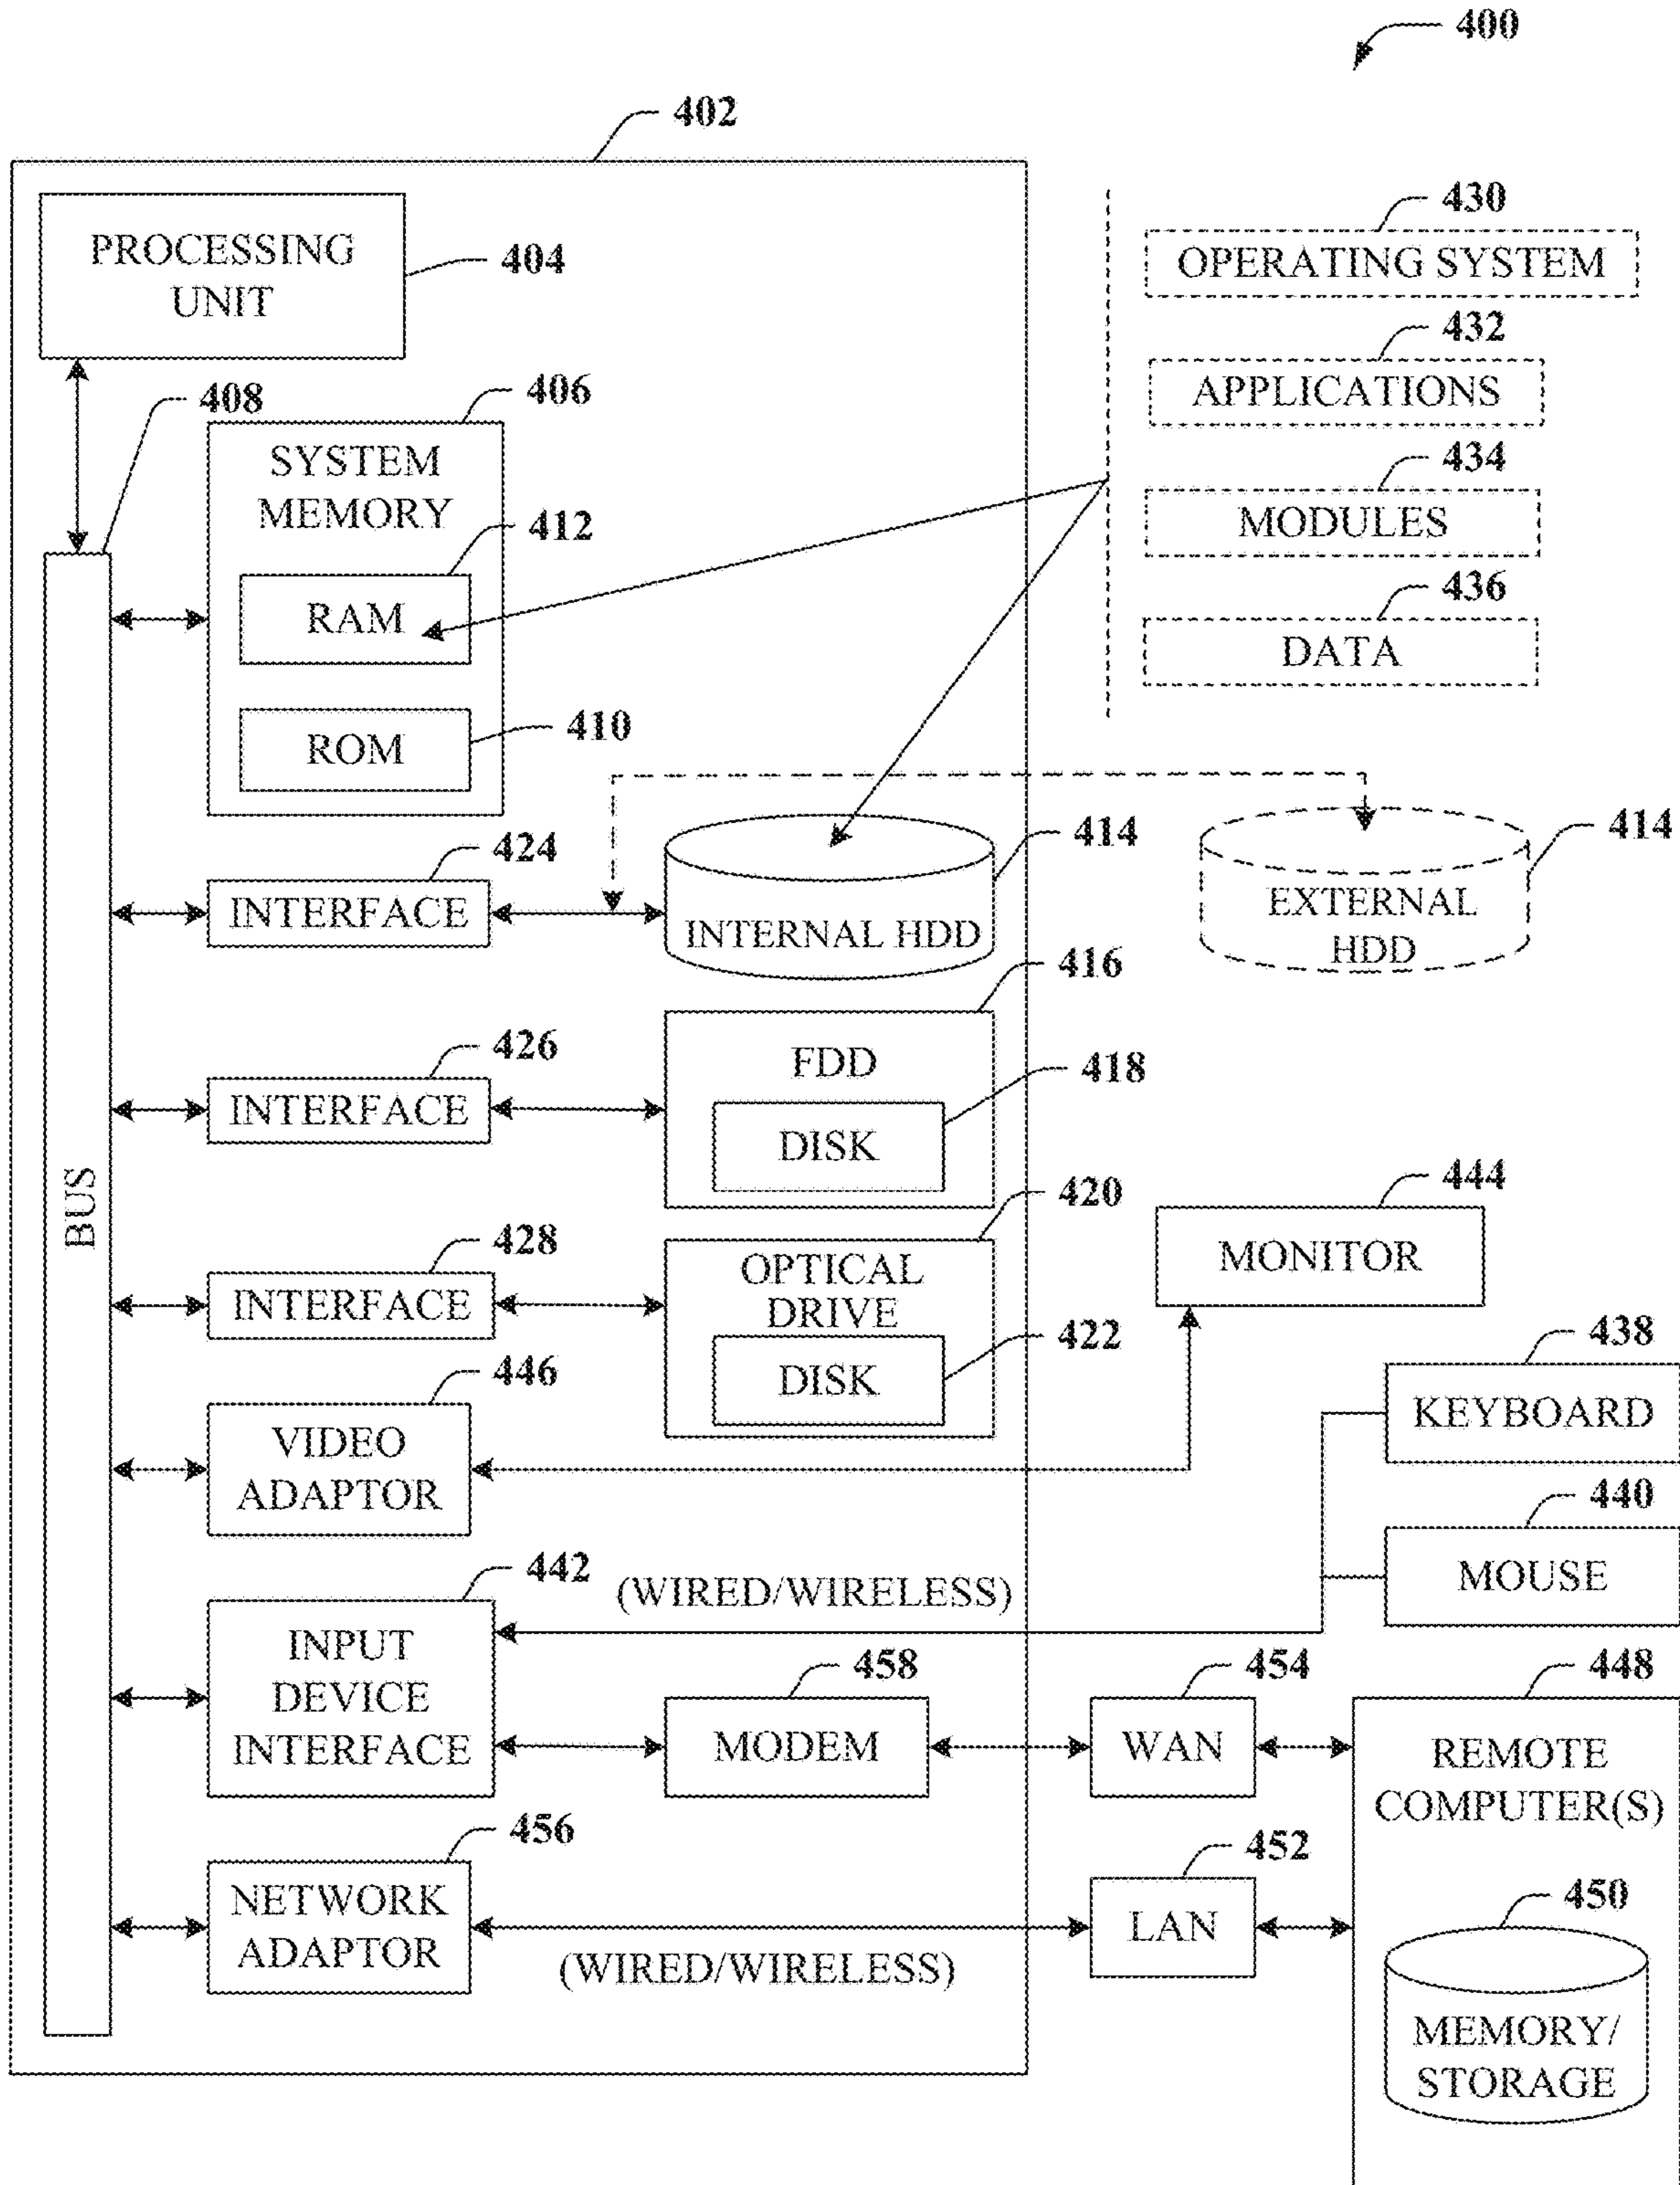 400
402
PROCESSING
UNIT
404
408
406
SYSTEM
MEMORY
412
RAM
410
ROM
430
OPERATING SYSTEM
432
APPLICATIONS
434
MODULES
436
DATA
424
INTERFACE
414
INTERNAL HDD
414
EXTERNAL
HDD
426
INTERFACE
416
FDD
418
DISK
BUS
428
INTERFACE
420
OPTICAL
DRIVE
422
DISK
444
MONITOR
446
VIDEO
ADAPTOR
438
KEYBOARD
440
MOUSE
442
(WIRED/WIRELESS)
INPUT
DEVICE
INTERFACE
458
MODEM
454
WAN
448
REMOTE
COMPUTER(S)
456
NETWORK
ADAPTOR
(WIRED/WIRELESS)
452
LAN
450
MEMORY/
STORAGE